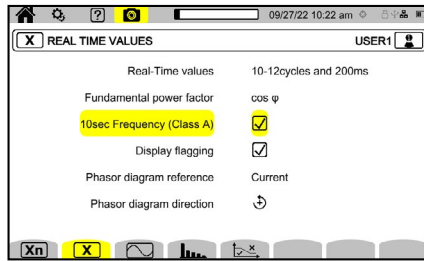 ?
09/27/22 10:22 am
X REAL TIME VALUES USER1
Real-Time values 10-12cycles and 200ms
Fundamental power factor cos φ
10sec Frequency (Class A)
Display flagging
Phasor diagram reference Current
Phasor diagram direction
Xn X